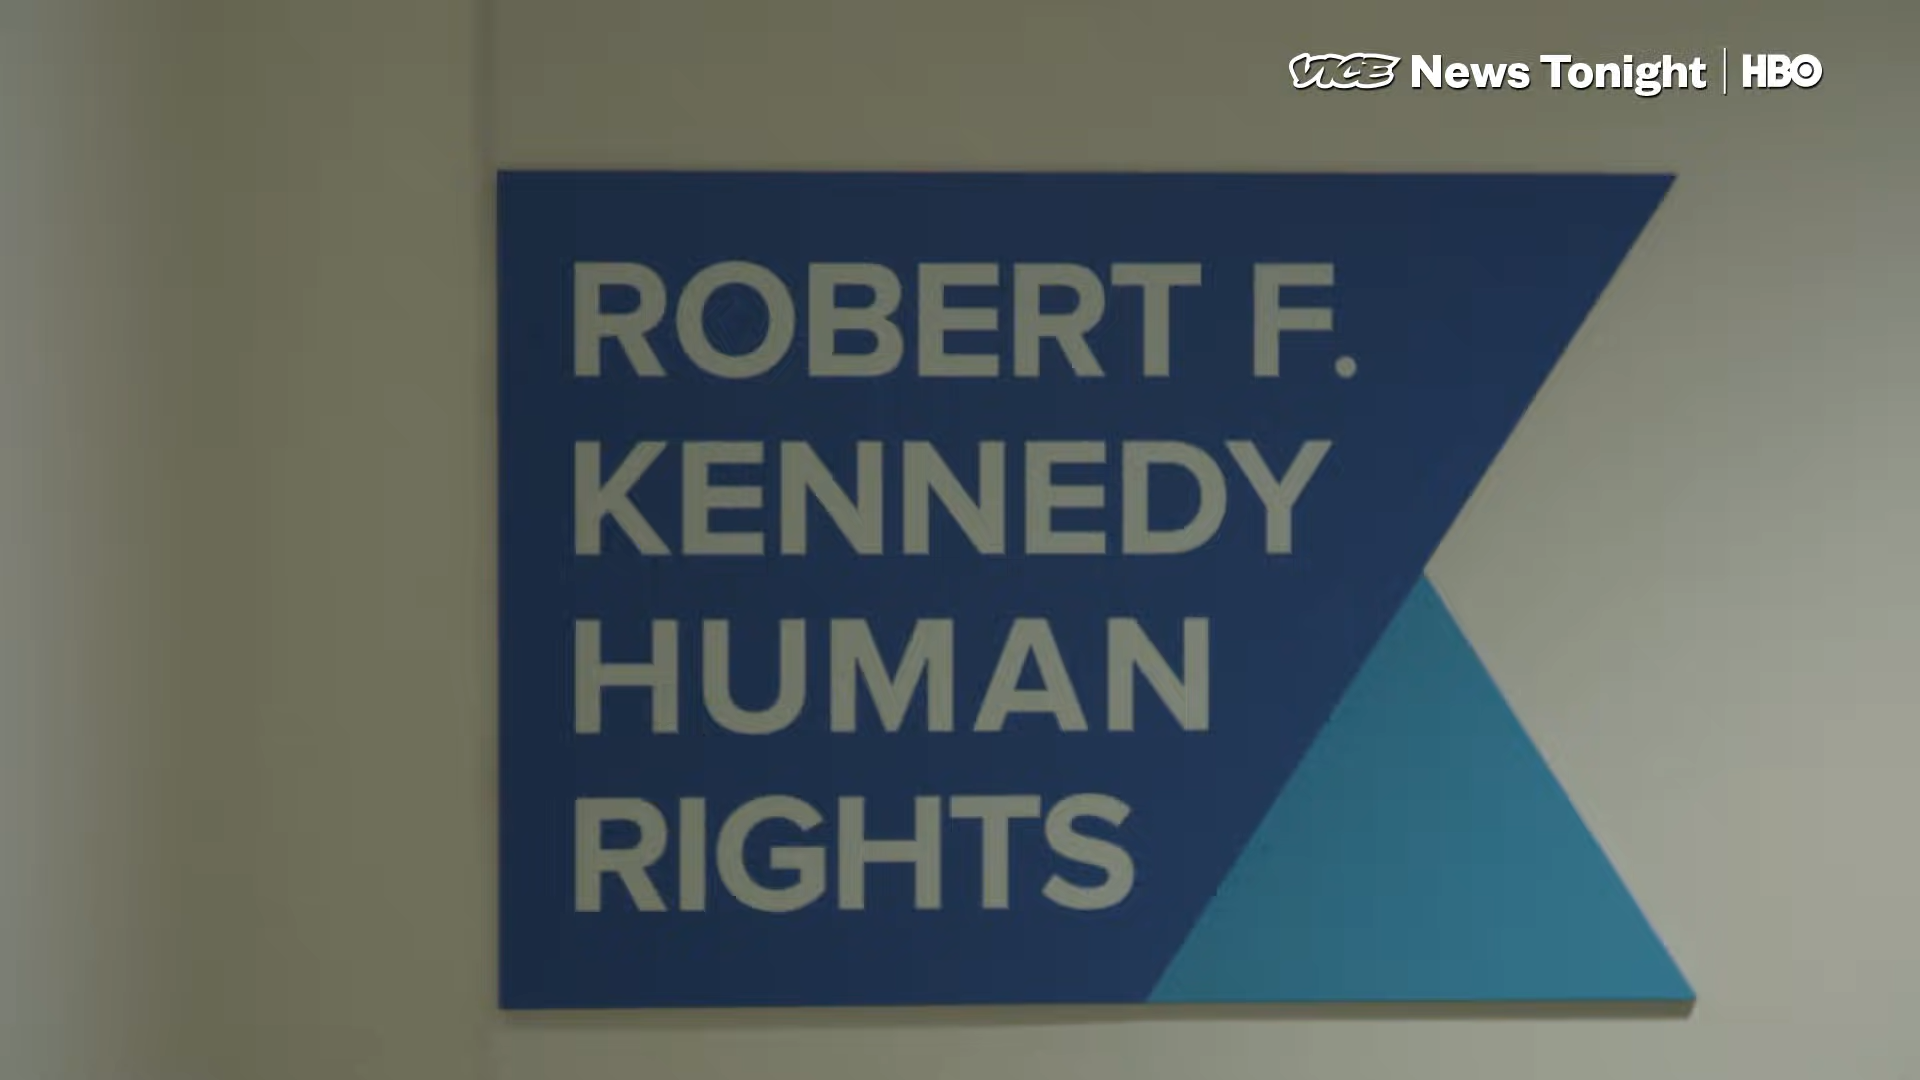 VICE News Tonight | HBO
ROBERT F.
KENNEDY
HUMAN
RIGHTS